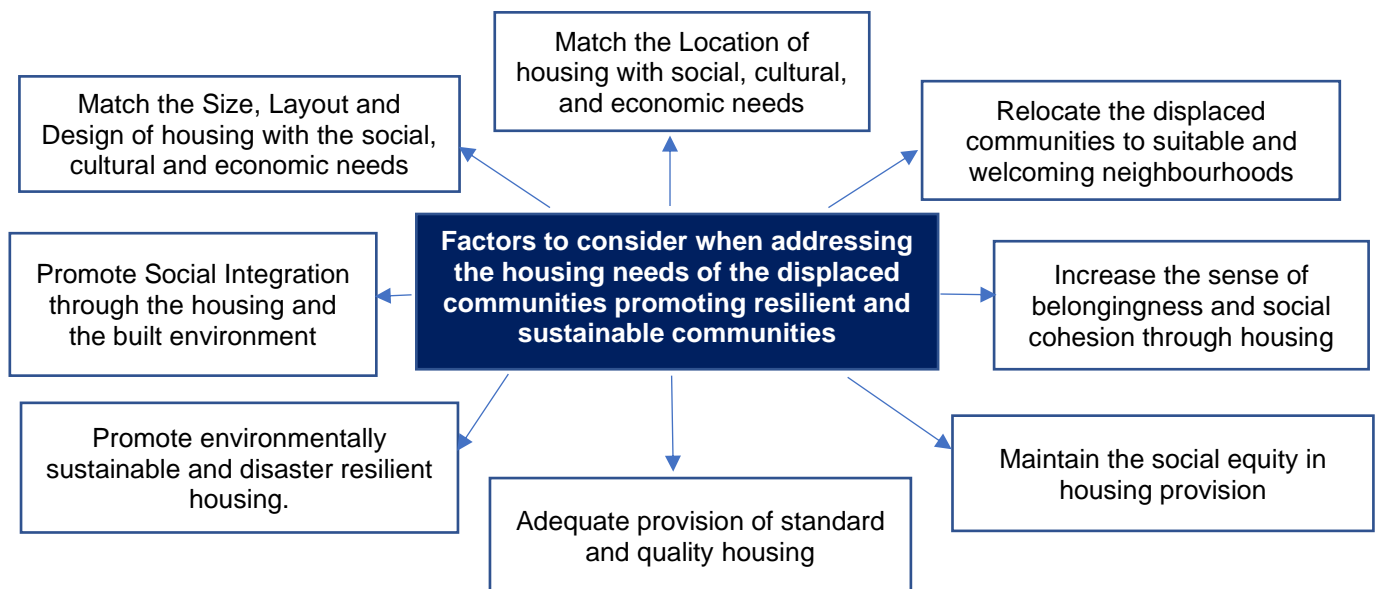 Match the Location of
housing with social, cultural,
and economic needs
Match the Size, Layout and
Design of housing with the social,
cultural and economic needs
Relocate the displaced
communities to suitable and
welcoming neighbourhoods
Factors to consider when addressing
the housing needs of the displaced
communities promoting resilient and
sustainable communities
Promote Social Integration
through the housing and
the built environment
Increase the sense of
belongingness and social
cohesion through housing
Promote environmentally
sustainable and disaster resilient
housing.
Maintain the social equity in
housing provision
Adequate provision of standard
and quality housing